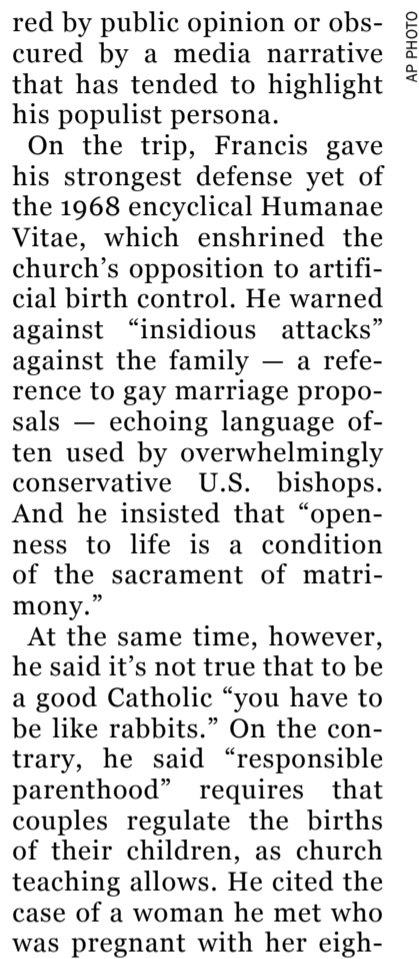 red by public opinion or obs-
cured by a media narrative
that has tended to highlight
his populist persona.
On the trip, Francis gave
his strongest defense yet of
the 1968 encyclical Humanae
Vitae, which enshrined the
church’s opposition to artifi-
cial birth control. He warned
against “insidious attacks”
against the family — a refe-
rence to gay marriage propo-
sals — echoing language of-
ten used by overwhelmingly
conservative U.S. bishops.
And he insisted that “open-
ness to life is a condition
of the sacrament of matri-
mony.”
At the same time, however,
he said it’s not true that to be
a good Catholic “you have to
be like rabbits.” On the con-
trary, he said “responsible
parenthood” requires that
couples regulate the births
of their children, as church
teaching allows. He cited the
case of a woman he met who
was pregnant with her eigh-
AP PHOTO